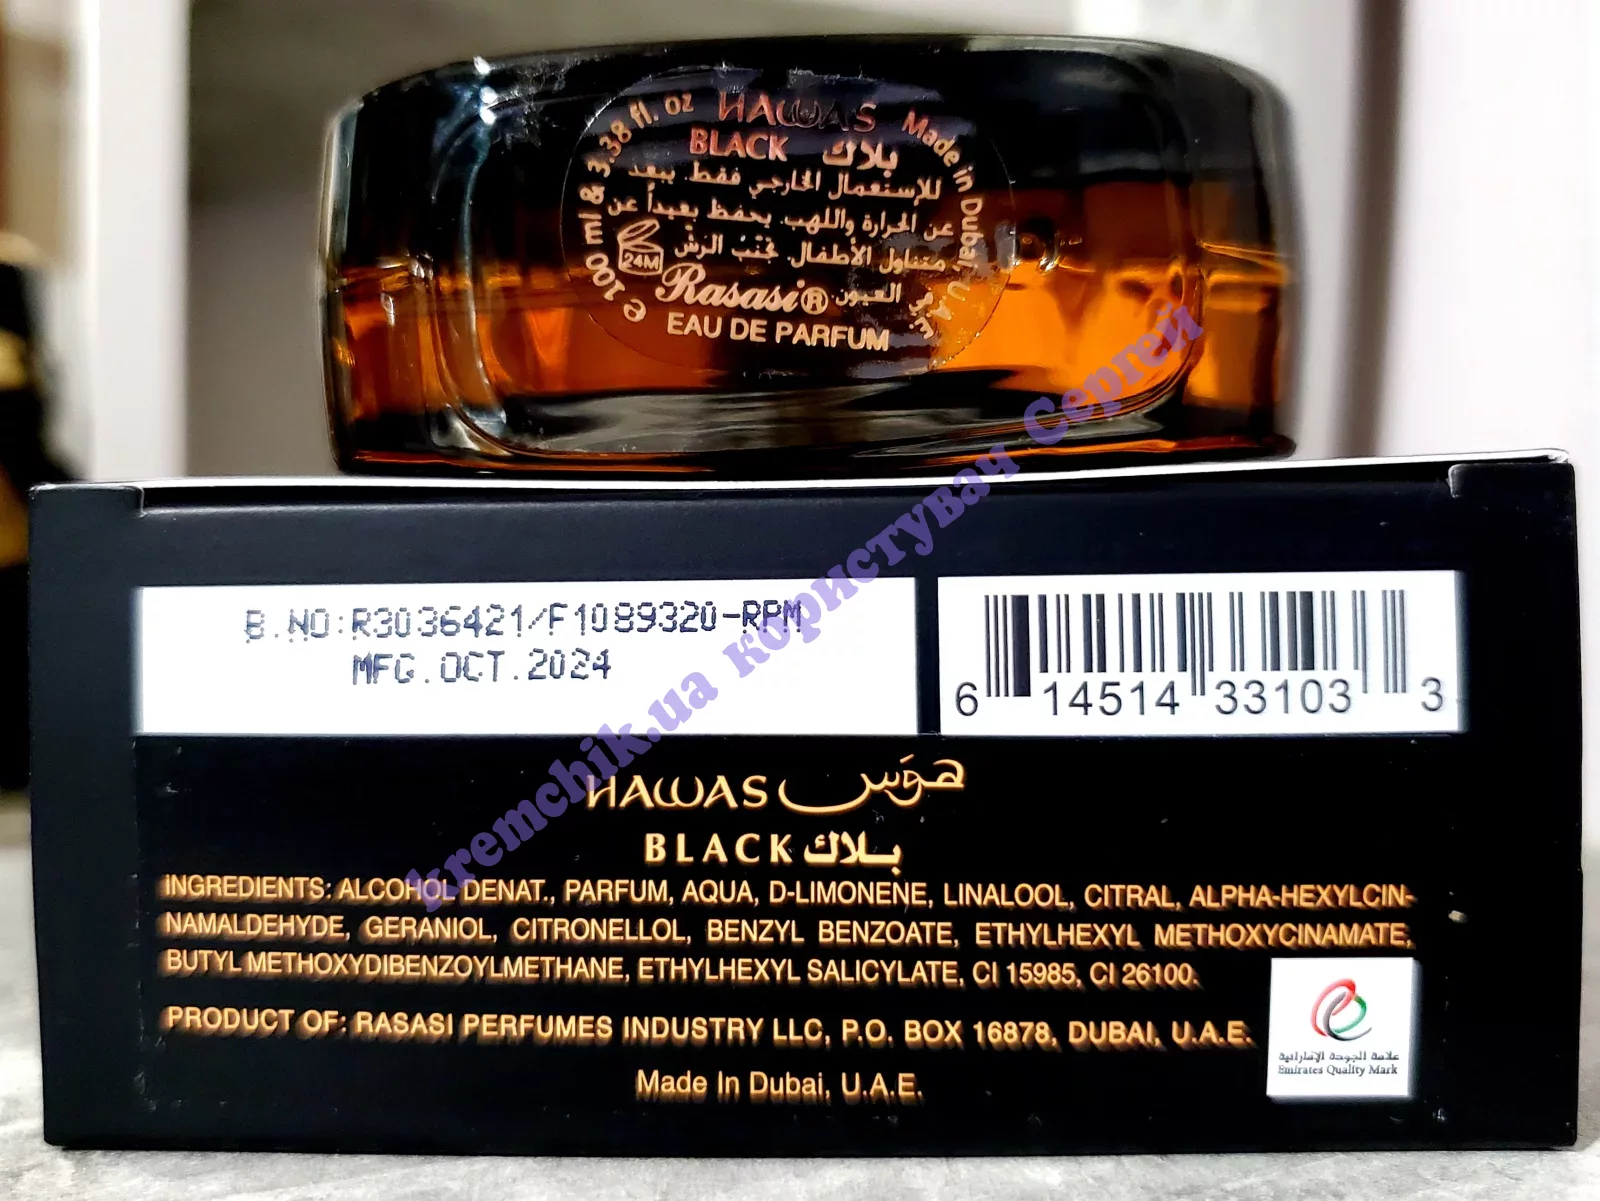 HAWAS
BLACK بلاك
للإستعمال الخارجي فقط. يبعد
عن الحرارة واللهب. يحفظ بعيداً عن
متناول الأطفال. تجنب الرش
في العيون.
24M
Rasasi®
EAU DE PARFUM
e 100 ml & 3.38 fl. oz
Made in Dubai, U.A.E.
B.NO:R3036421/F1089320-RPM
MFG.OCT.2024
6 14514 33103 3
HAWAS هوس
BLACK بلاك
INGREDIENTS: ALCOHOL DENAT., PARFUM, AQUA, D-LIMONENE, LINALOOL, CITRAL, ALPHA-HEXYLCIN-
NAMALDEHYDE, GERANIOL, CITRONELLOL, BENZYL BENZOATE, ETHYLHEXYL METHOXYCINAMATE,
BUTYL METHOXYDIBENZOYLMETHANE, ETHYLHEXYL SALICYLATE, CI 15985, CI 26100.
PRODUCT OF: RASASI PERFUMES INDUSTRY LLC, P.O. BOX 16878, DUBAI, U.A.E.
Made In Dubai, U.A.E.
علامة الجودة الإماراتية
Emirates Quality Mark
kremchik.ua користувач Сергей